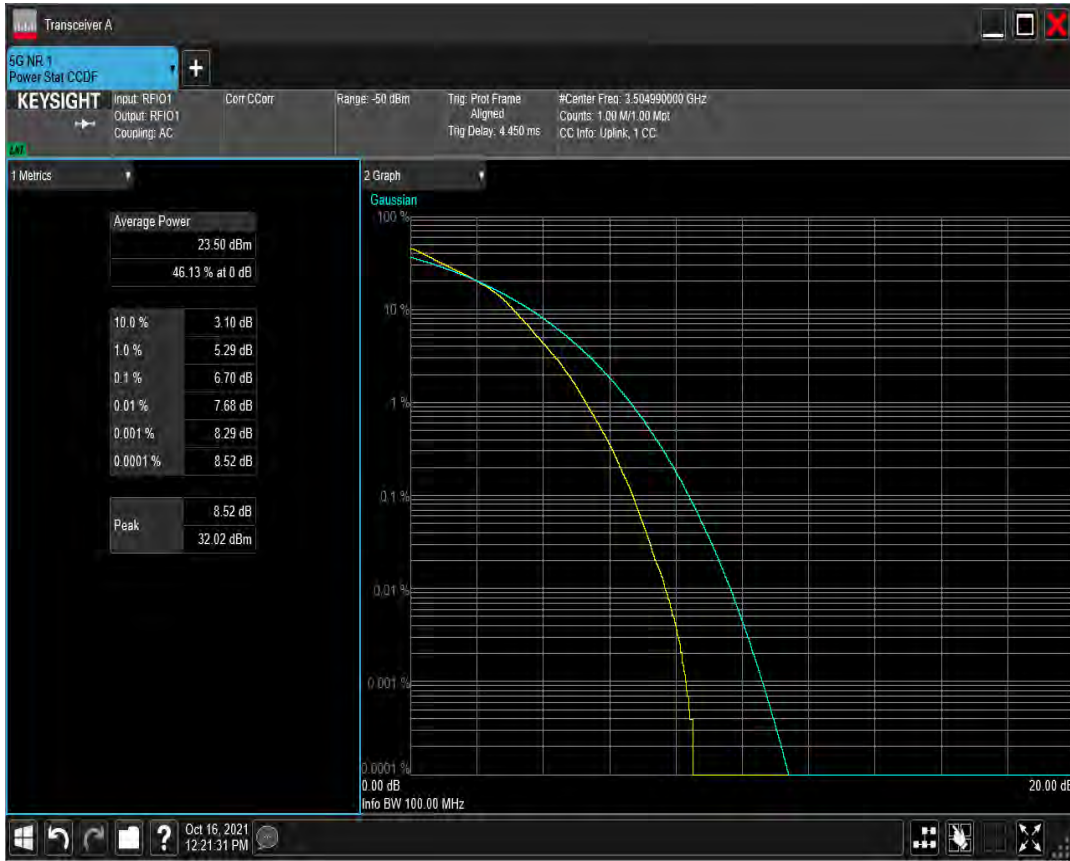 Transceiver A
5G NR 1
Power Stat CCDF
+
KEYSIGHT
Input: RFIO1
Output: RFIO1
Coupling: AC
Corr CCorr
Range: -50 dBm
Trig: Prot Frame
Aligned
Trig Delay: 4.450 ms
#Center Freq: 3.504990000 GHz
Counts: 1.00 M/1.00 Mpt
CC Info: Uplink, 1 CC
LXI
1 Metrics
Average Power
23.50 dBm
46.13 % at 0 dB
10.0 % 3.10 dB
1.0 % 5.29 dB
0.1 % 6.70 dB
0.01 % 7.68 dB
0.001 % 8.29 dB
0.0001 % 8.52 dB
Peak 8.52 dB
32.02 dBm
2 Graph
Gaussian
100 %
10 %
1 %
0.1 %
0.01 %
0.001 %
0.0001 %
0.00 dB 20.00 dB
Info BW 100.00 MHz
?
Oct 16, 2021
12:21:31 PM